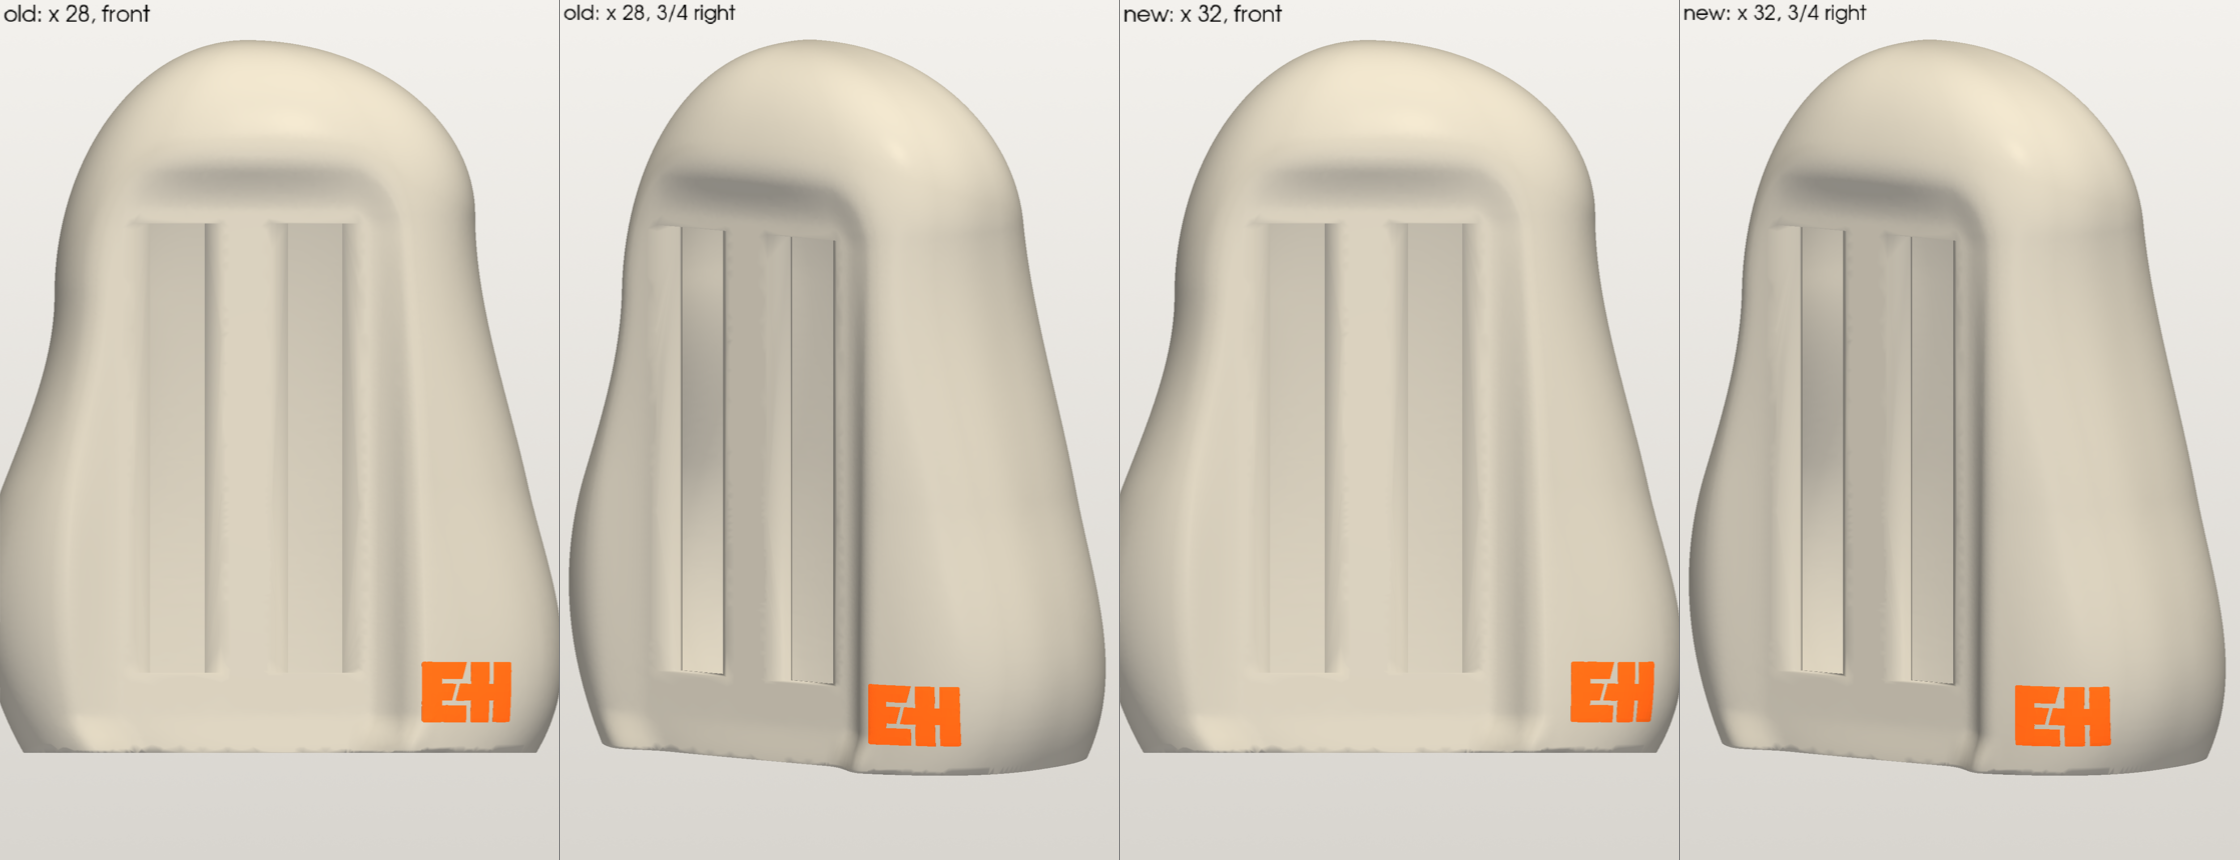 old: x 28, front
old: x 28, 3/4 right
new: x 32, front
new: x 32, 3/4 right
EH
EH
EH
EH